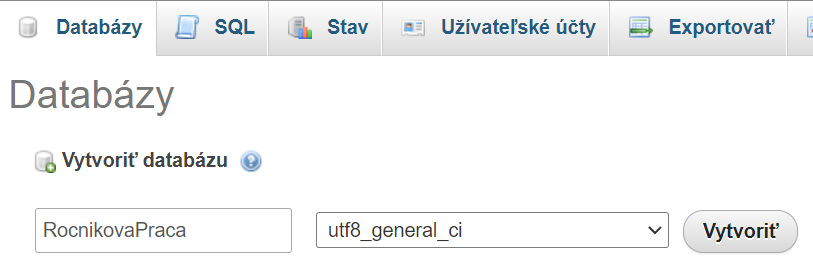 Databázy SQL Stav Užívateľské účty Exportovať
Databázy
Vytvoriť databázu
RocnikovaPraca utf8_general_ci Vytvoriť